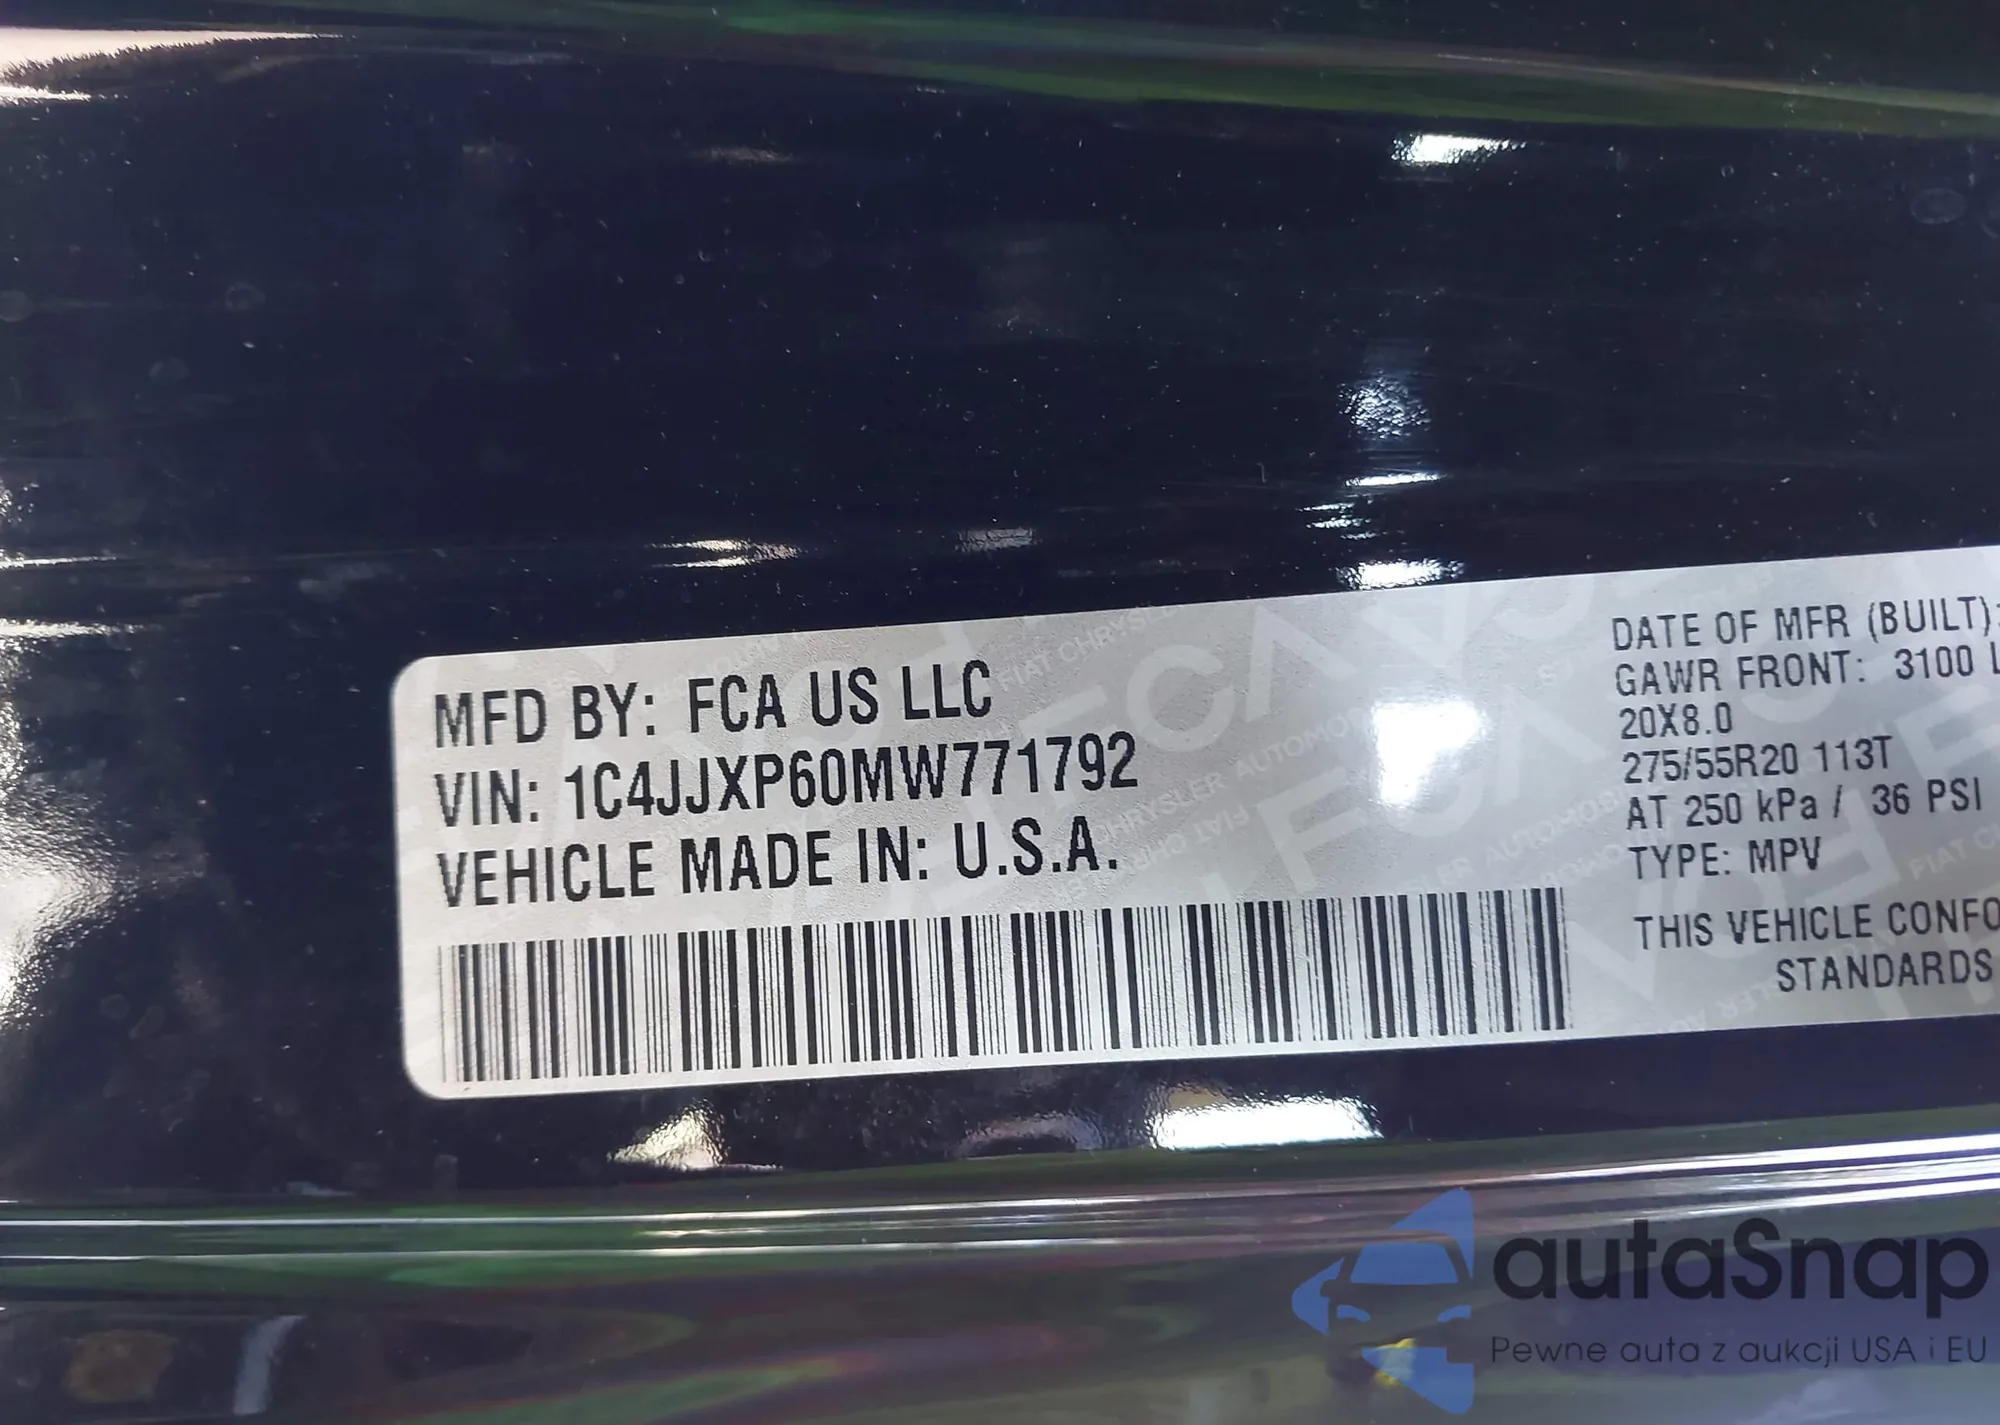 MFD BY: FCA US LLC
VIN: 1C4JJXP60MW771792
VEHICLE MADE IN: U.S.A.
DATE OF MFR (BUILT):
GAWR FRONT: 3100 L
20X8.0
275/55R20 113T
AT 250 kPa / 36 PSI
TYPE: MPV
THIS VEHICLE CONFO
STANDARDS
autaSnap
Pewne auta z aukcji USA i EU